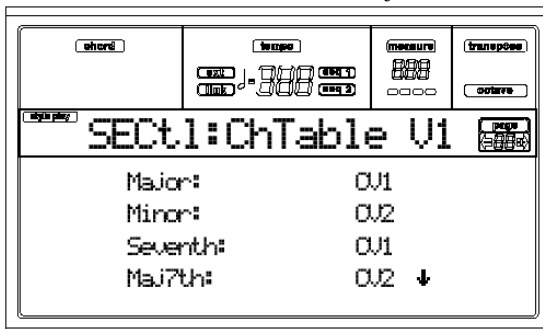 chord
tempo
measure
transpose
ext
seq 1
link
seq 2
octave
style play
SECtl:ChTable V1
page
Major: CV1
Minor: CV2
Seventh: CV1
Maj7th: CV2 ↓